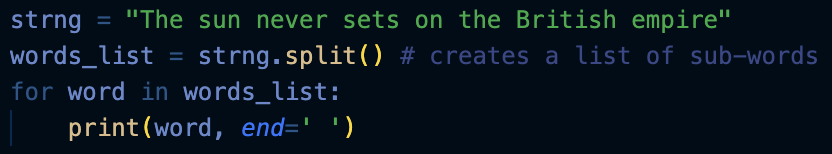 strng = "The sun never sets on the British empire"
words_list = strng.split() # creates a list of sub-words
for word in words_list:
    print(word, end=' ')